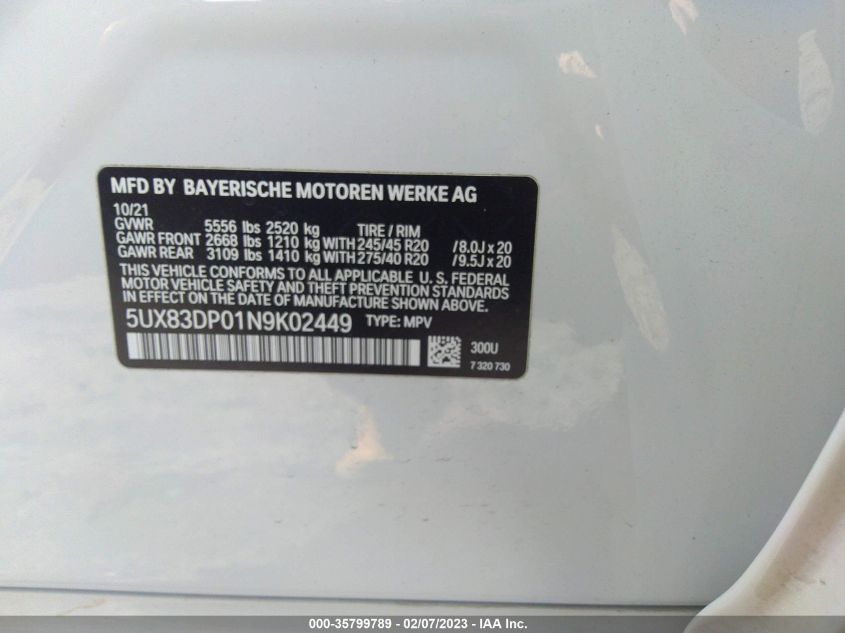 MFD BY BAYERISCHE MOTOREN WERKE AG
10/21
GVWR 5556 lbs 2520 kg TIRE / RIM
GAWR FRONT 2668 lbs 1210 kg WITH 245/45 R20 /8.0J x 20
GAWR REAR 3109 lbs 1410 kg WITH 275/40 R20 /9.5J x 20
THIS VEHICLE CONFORMS TO ALL APPLICABLE U. S. FEDERAL
MOTOR VEHICLE SAFETY AND THEFT PREVENTION STANDARDS
IN EFFECT ON THE DATE OF MANUFACTURE SHOWN ABOVE.
5UX83DP01N9K02449 TYPE: MPV
300U
7 320 730
000-35799789 - 02/07/2023 - IAA Inc.